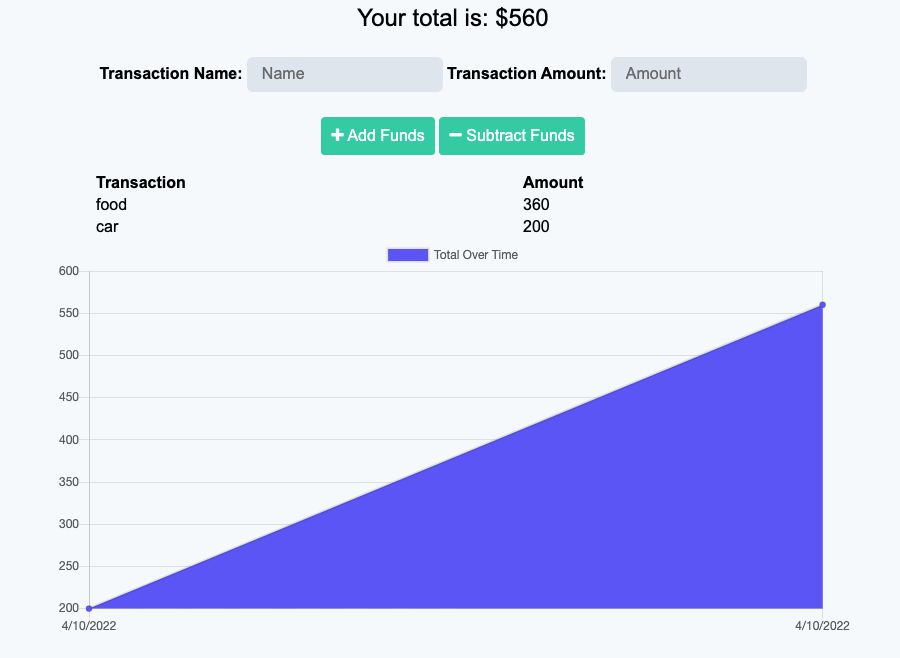 Your total is: $560
Transaction Name: Name Transaction Amount: Amount
Add Funds Subtract Funds
Transaction Amount
food 360
car 200
Total Over Time
600
550
500
450
400
350
300
250
200
4/10/2022 4/10/2022